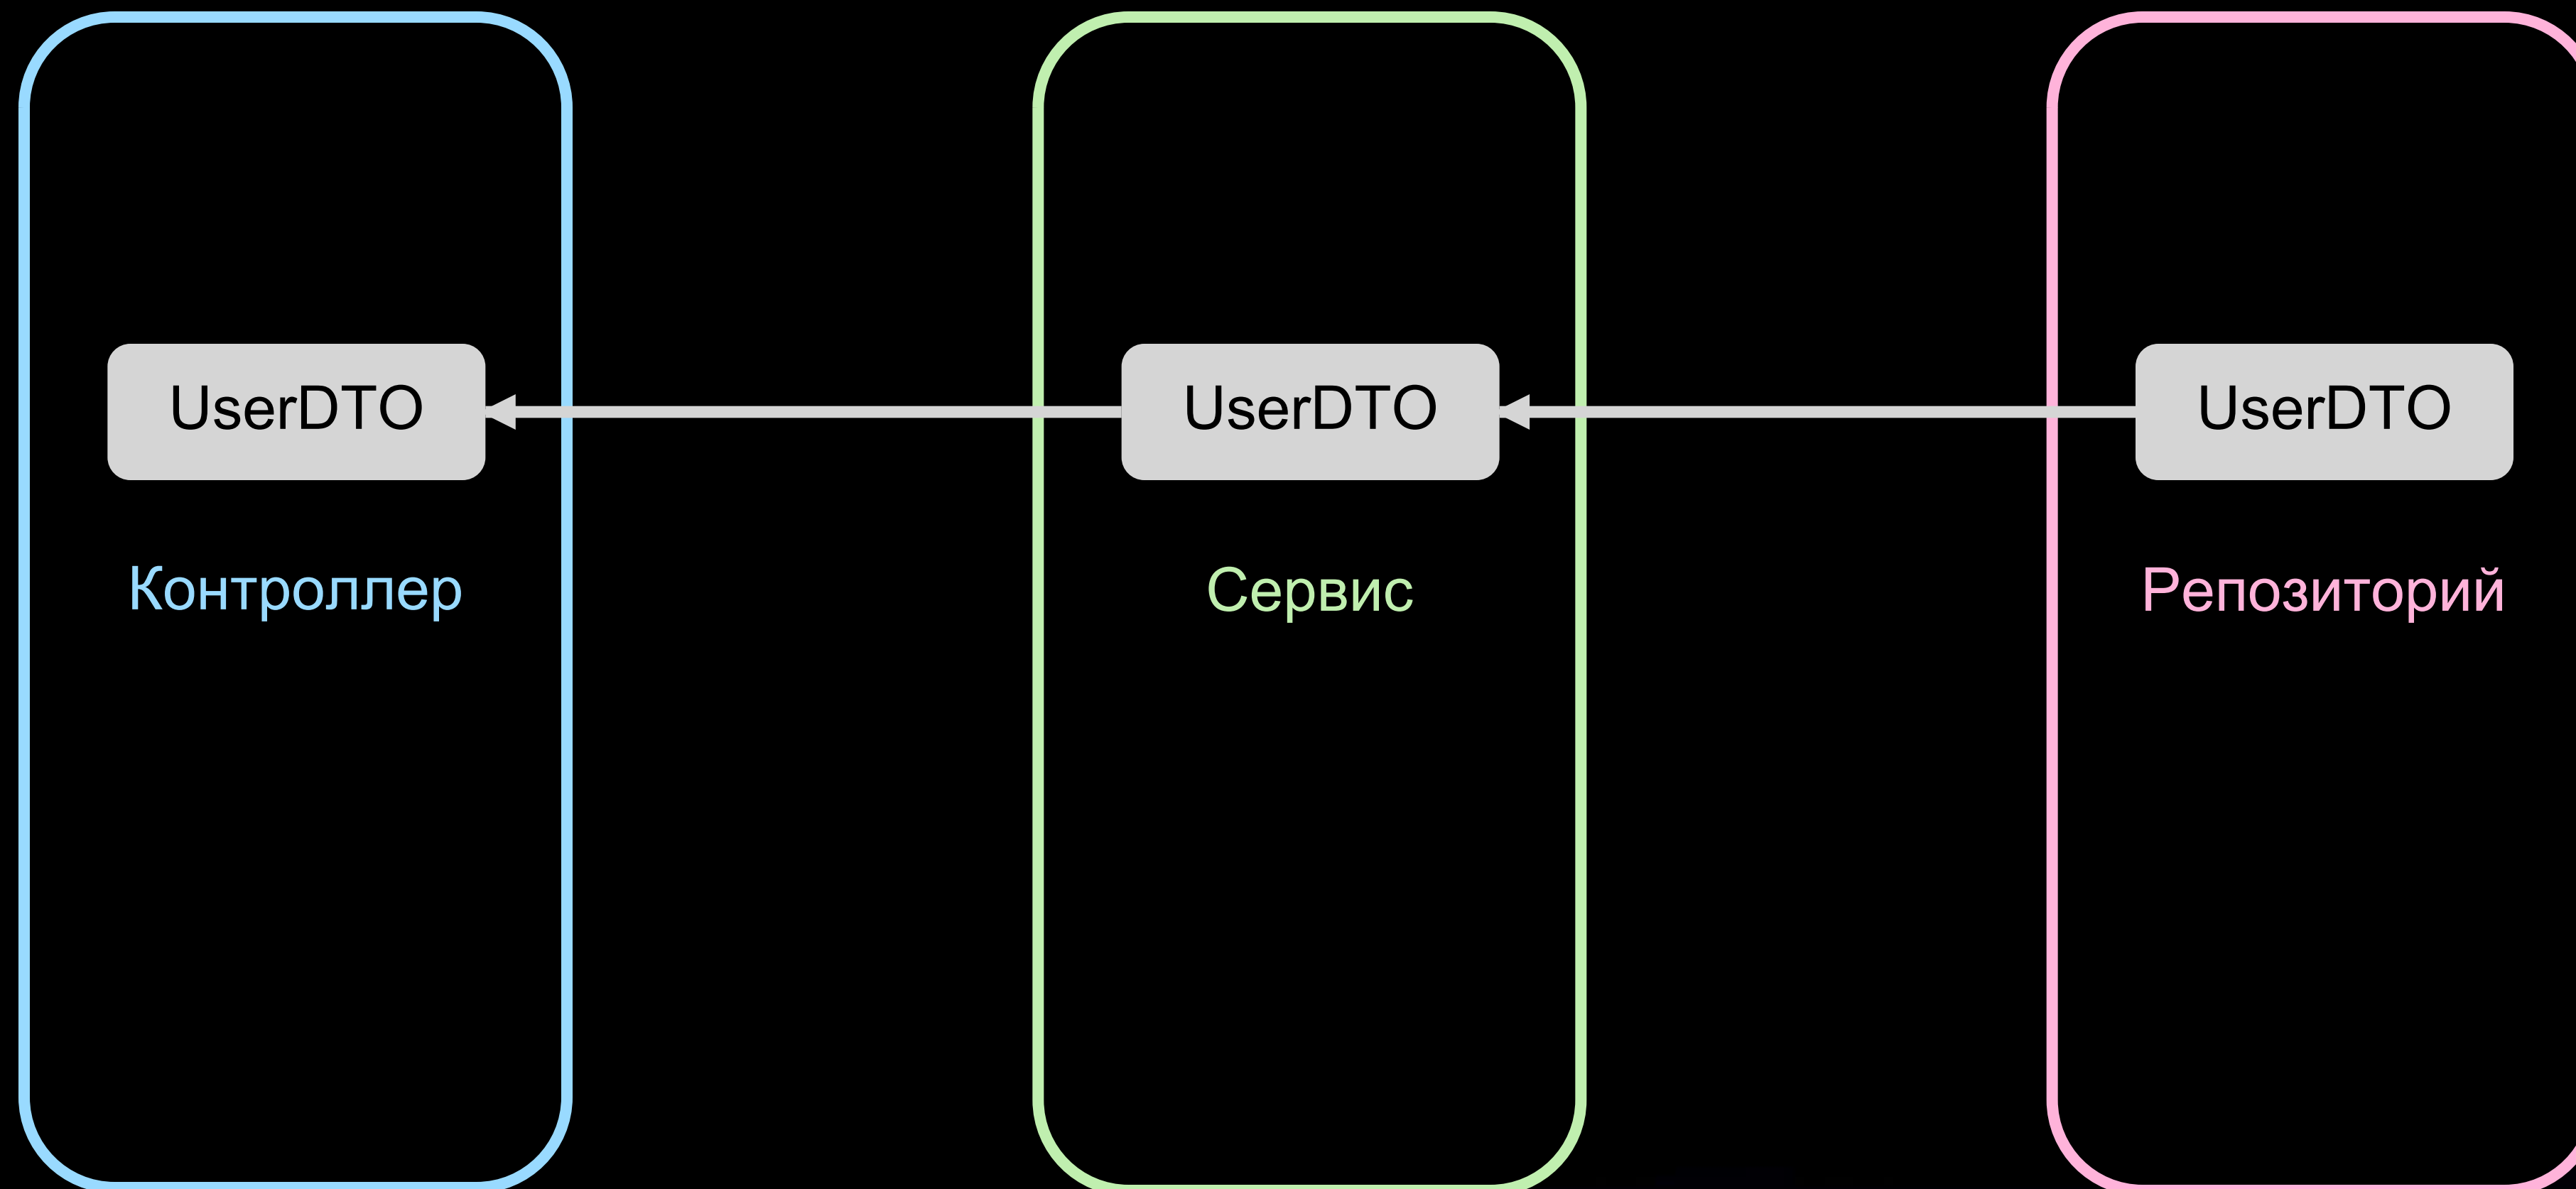 UserDTO
UserDTO
UserDTO
Контроллер
Сервис
Репозиторий